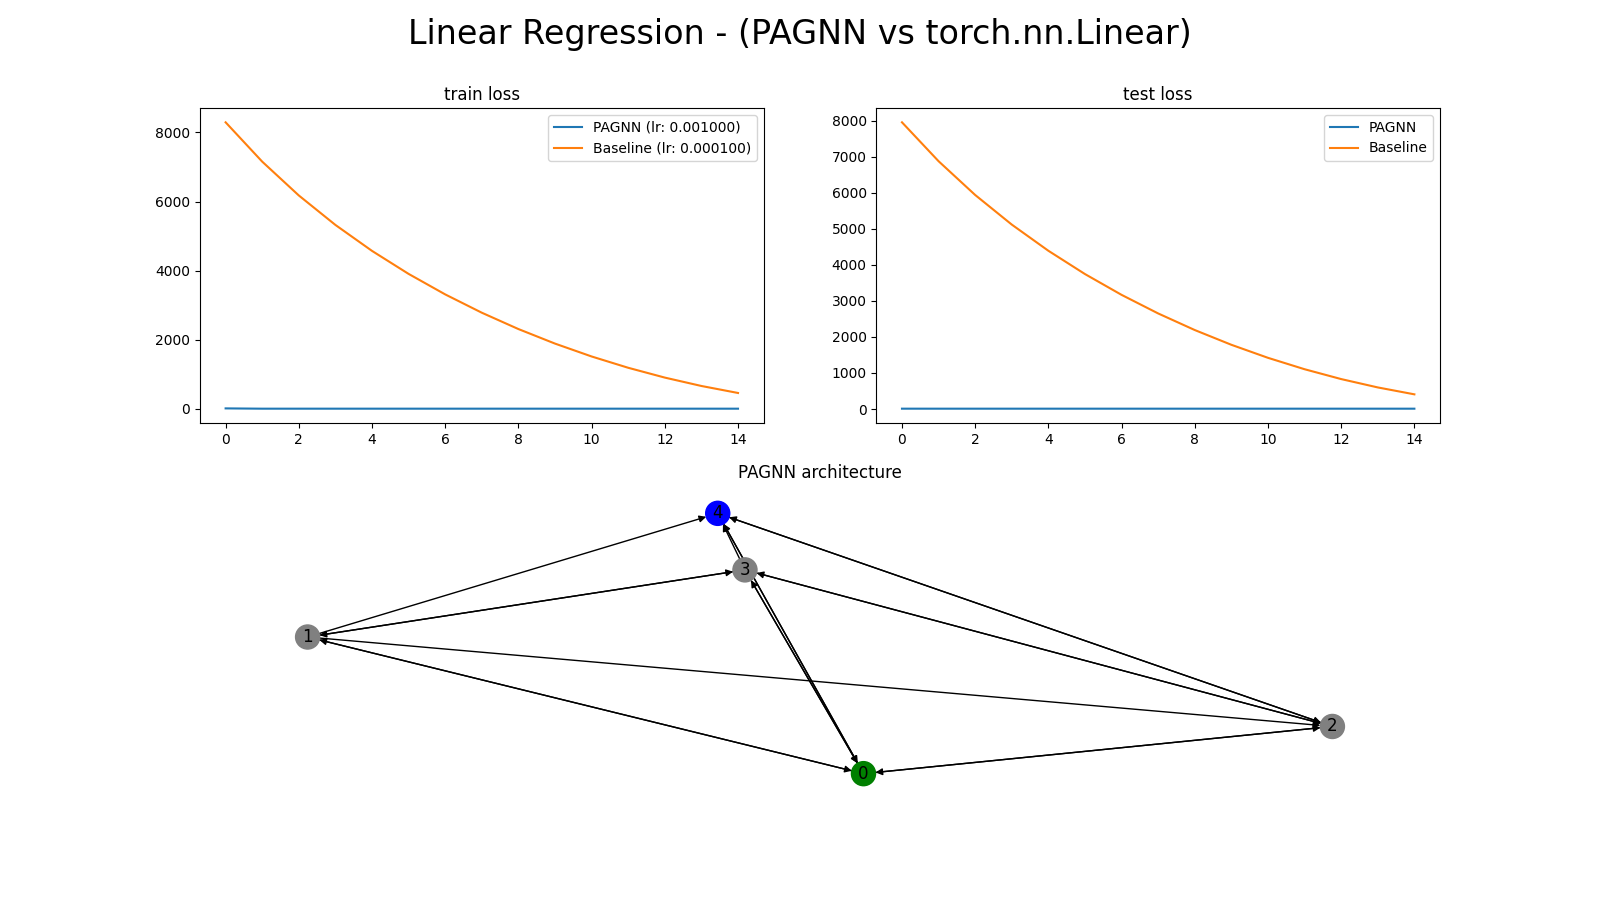 Linear Regression - (PAGNN vs torch.nn.Linear)
train loss
8000
6000
4000
2000
0
0 2 4 6 8 10 12 14
PAGNN (lr: 0.001000)
Baseline (lr: 0.000100)
test loss
8000
7000
6000
5000
4000
3000
2000
1000
0
0 2 4 6 8 10 12 14
PAGNN
Baseline
PAGNN architecture
4
3
1
2
0